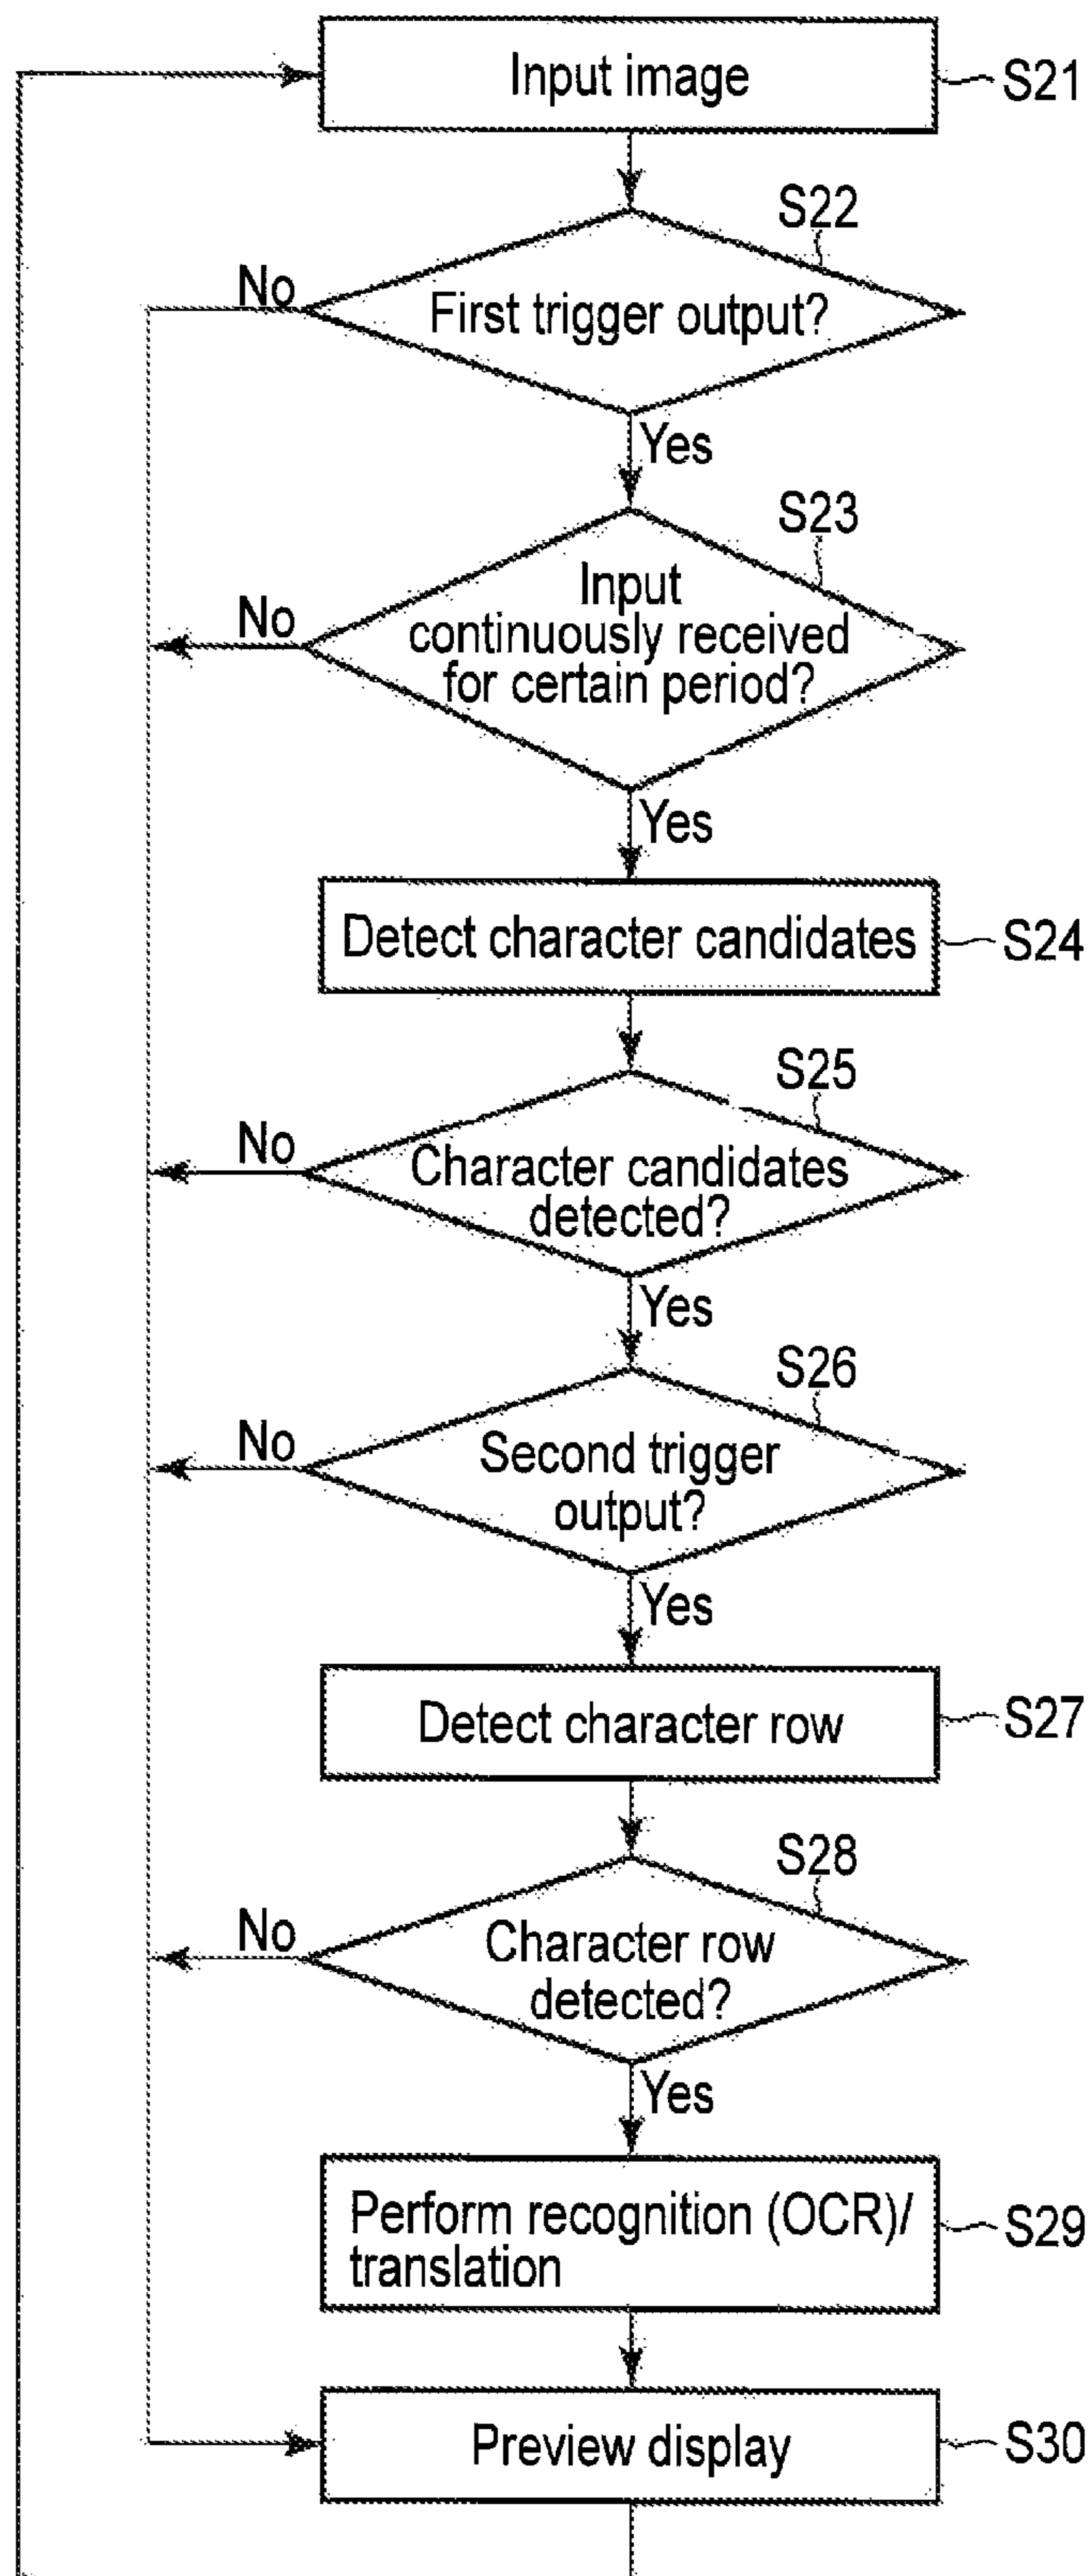 Input image
S21
S22
First trigger output?
No
Yes
S23
Input
continuously received
for certain period?
No
Yes
Detect character candidates
S24
S25
Character candidates
detected?
No
Yes
S26
Second trigger
output?
No
Yes
Detect character row
S27
S28
Character row
detected?
No
Yes
Perform recognition (OCR)/
translation
S29
Preview display
S30